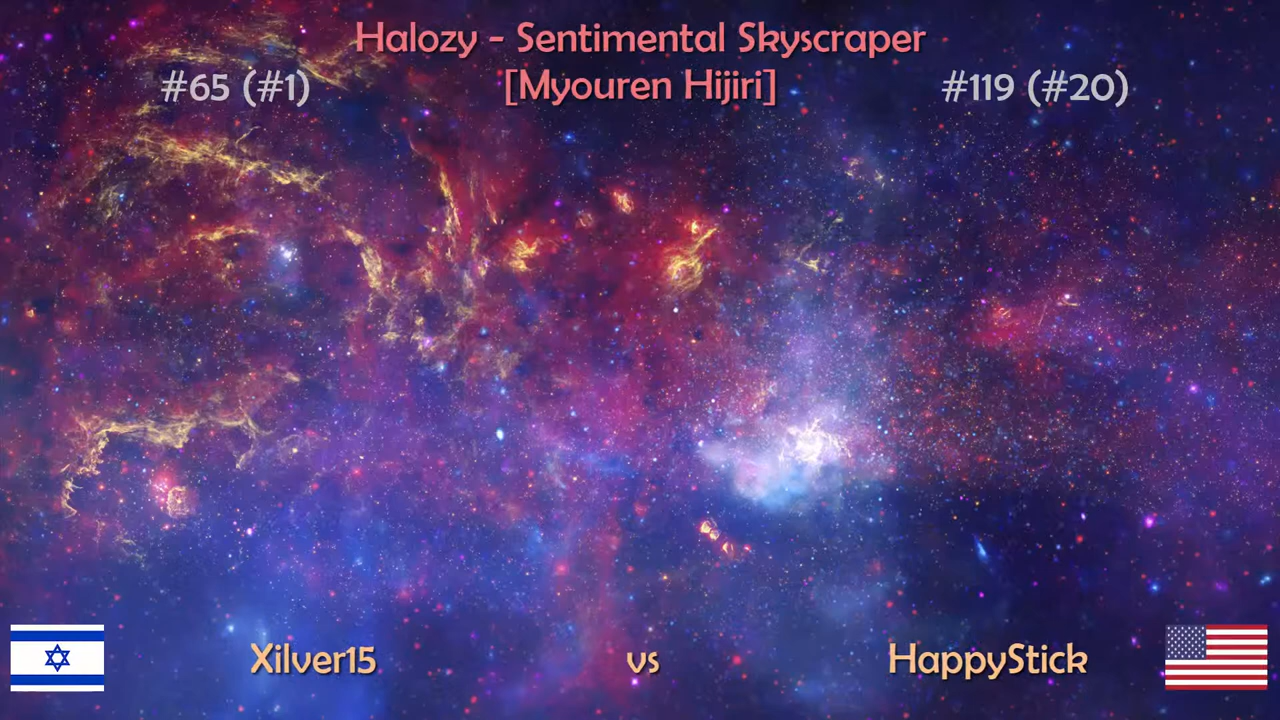 Halozy - Sentimental Skyscraper
#65 (#1)
[Myouren Hijiri]
#119 (#20)
Xilver15
vs
HappyStick